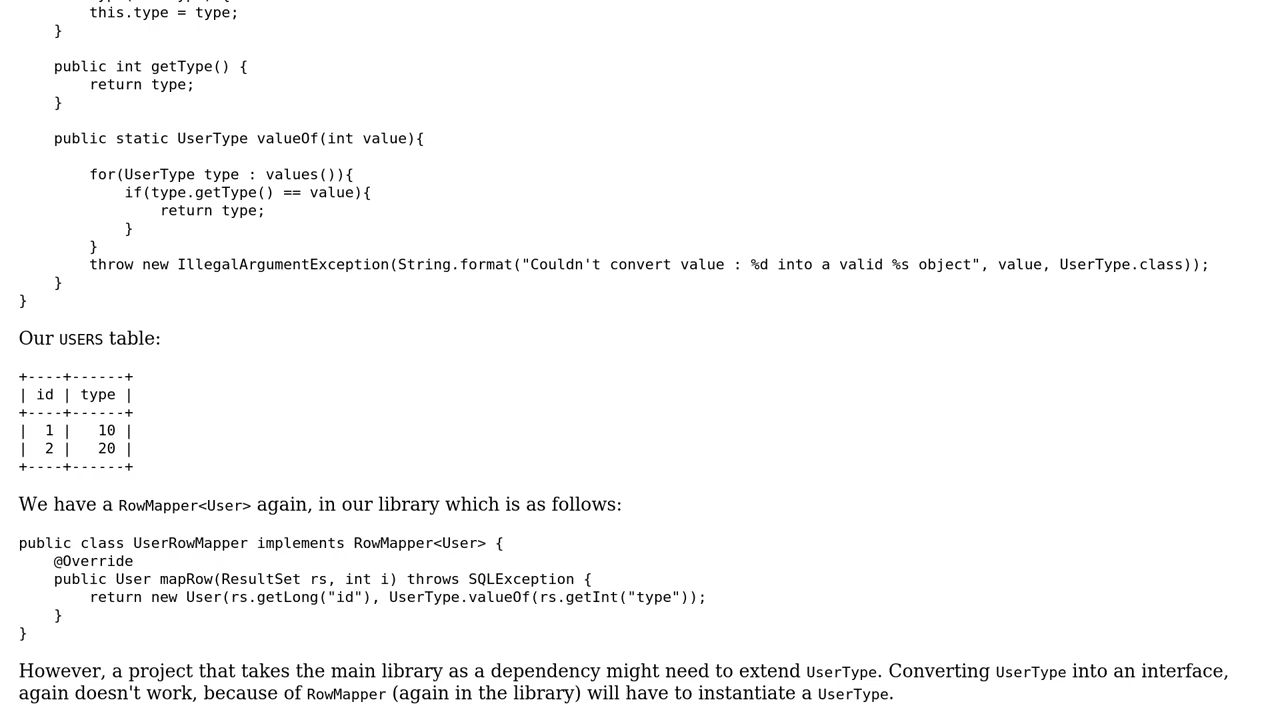 this.type = type;
}
public int getType() {
return type;
}
public static UserType valueOf(int value){
for(UserType type : values()){
if(type.getType() == value){
return type;
}
}
throw new IllegalArgumentException(String.format("Couldn't convert value : %d into a valid %s object", value, UserType.class));
}
}
Our USERS table:
+----+------+
| id | type |
+----+------+
|  1 |   10 |
|  2 |   20 |
+----+------+
We have a RowMapper<User> again, in our library which is as follows:
public class UserRowMapper implements RowMapper<User> {
@Override
public User mapRow(ResultSet rs, int i) throws SQLException {
return new User(rs.getLong("id"), UserType.valueOf(rs.getInt("type"));
}
}
However, a project that takes the main library as a dependency might need to extend UserType. Converting UserType into an interface,
again doesn't work, because of RowMapper (again in the library) will have to instantiate a UserType.